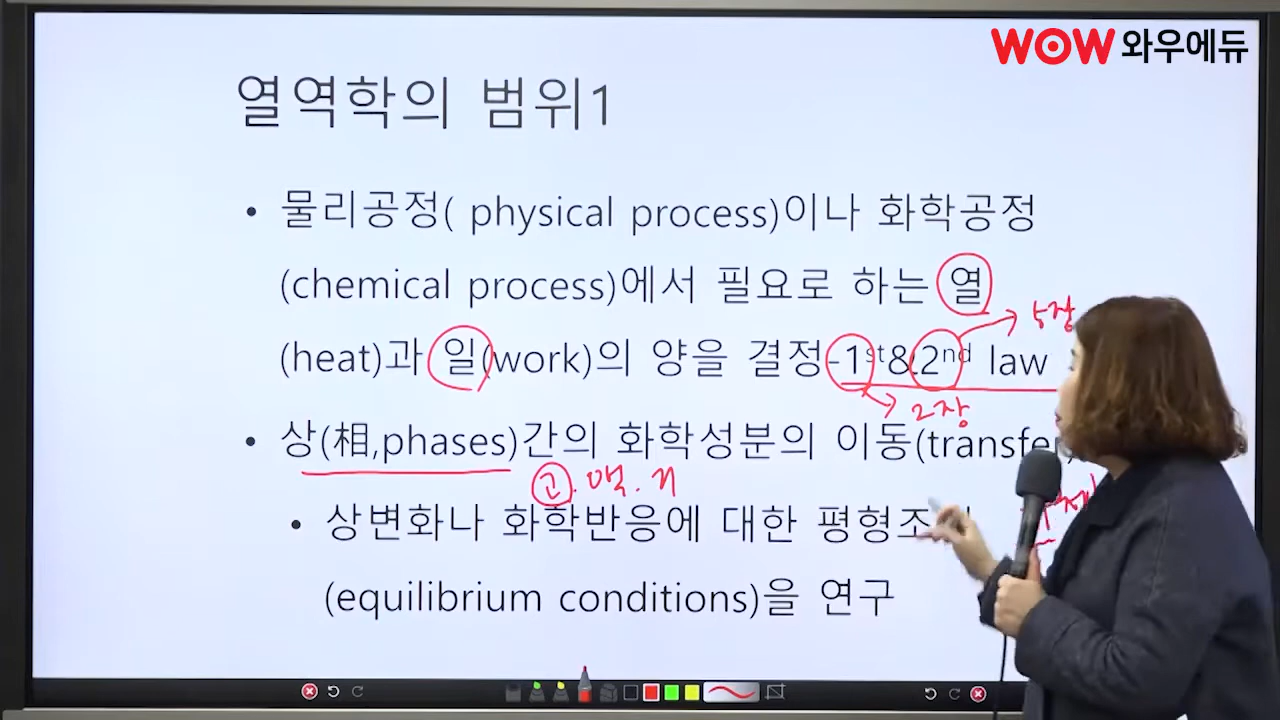 WOW 와우에듀
열역학의 범위1
• 물리공정( physical process)이나 화학공정
(chemical process)에서 필요로 하는 열
5장
(heat)과 일(work)의 양을 결정-1st&2nd law
2장
• 상(相,phases)간의 화학성분의 이동(transfer)
고. 액. 기
• 상변화나 화학반응에 대한 평형조
(equilibrium conditions)을 연구